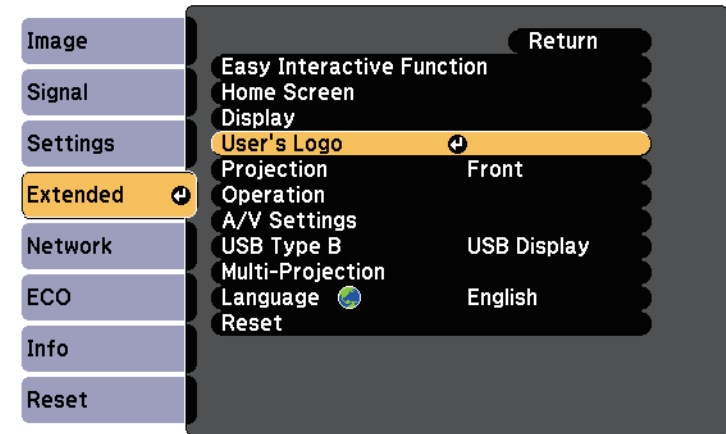 Image
Signal
Settings
Extended
Network
ECO
Info
Reset
Return
Easy Interactive Function
Home Screen
Display
User's Logo
Projection Front
Operation
A/V Settings
USB Type B USB Display
Multi-Projection
Language English
Reset